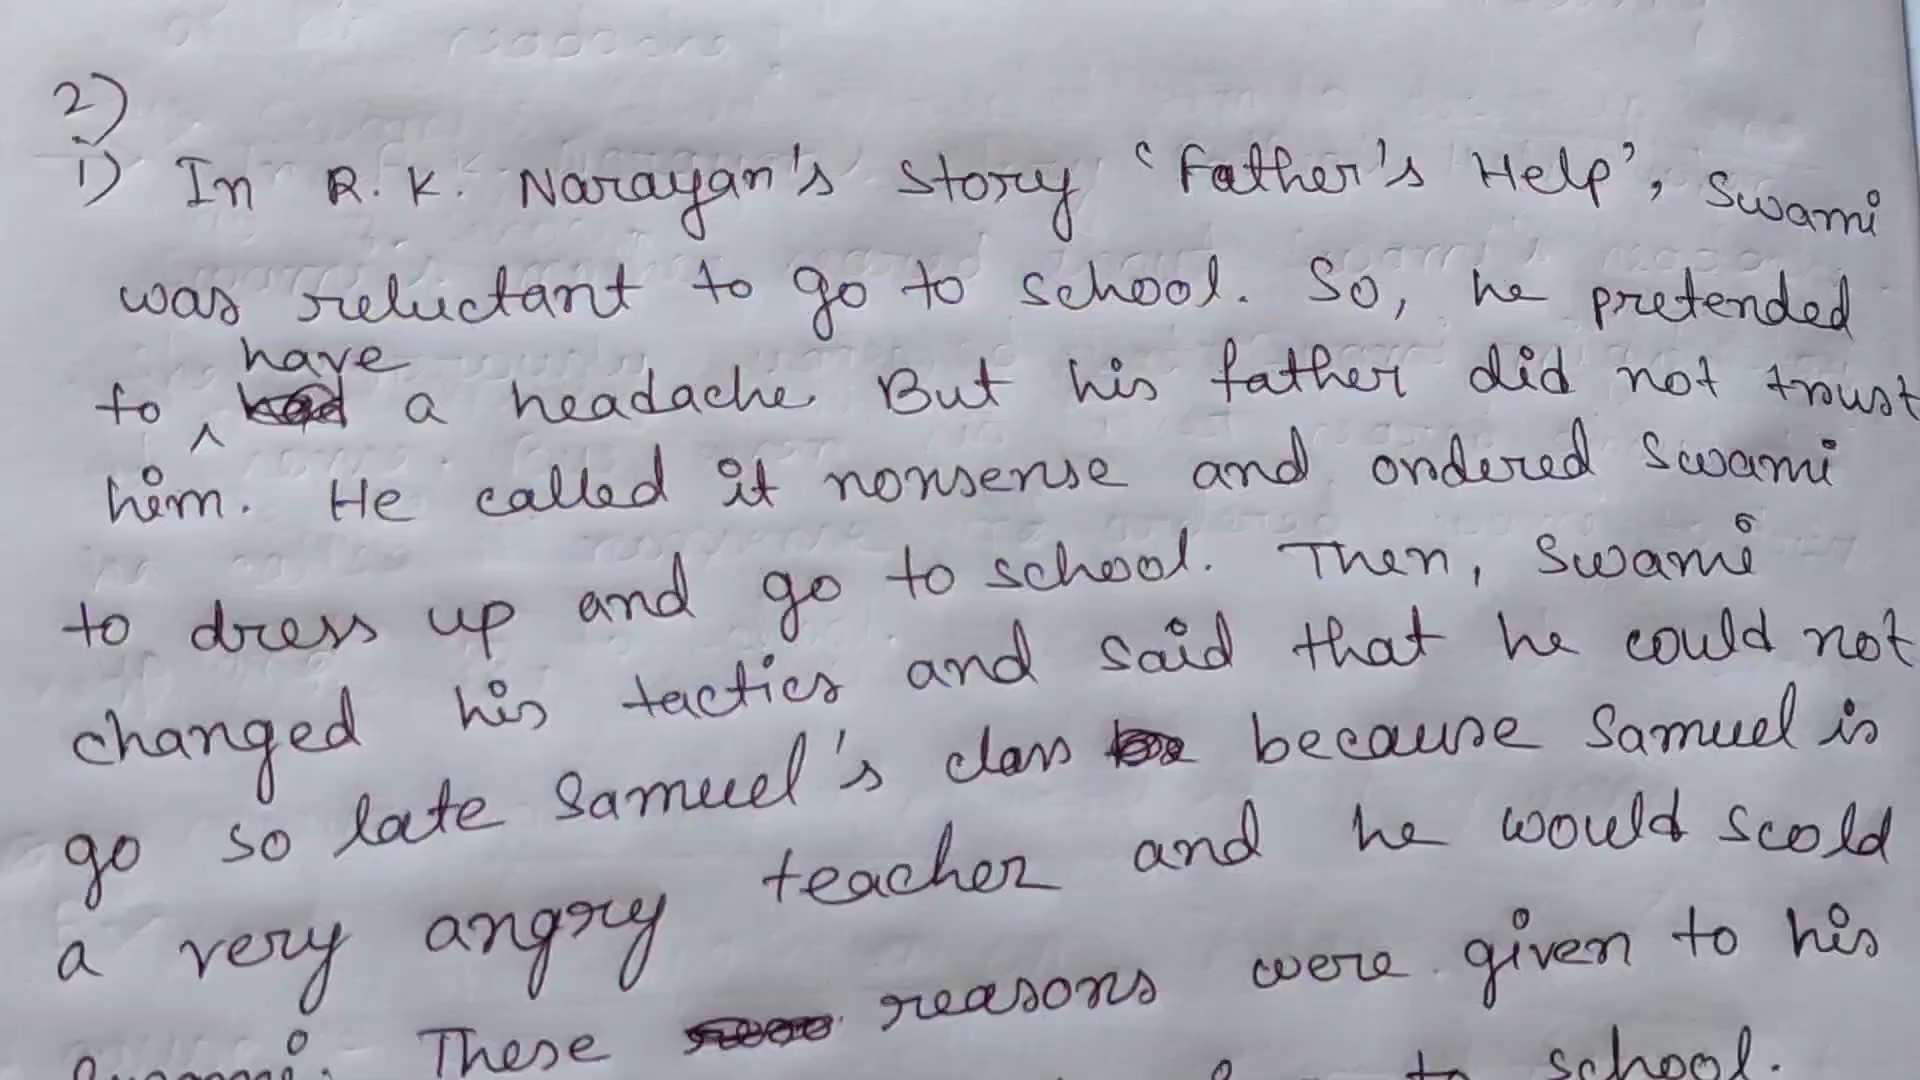 2)
i) In R. K. Narayan's story 'Father's Help', Swami
was reluctant to go to school. So, he pretended
to have a headache But his father did not trust
him. He called it nonsense and ordered Swami
to dress up and go to school. Then, Swami
changed his tactics and said that he could not
go so late Samuel's class because Samuel is
a very angry teacher and he would scold
Swami. These reasons were given to his
to school.